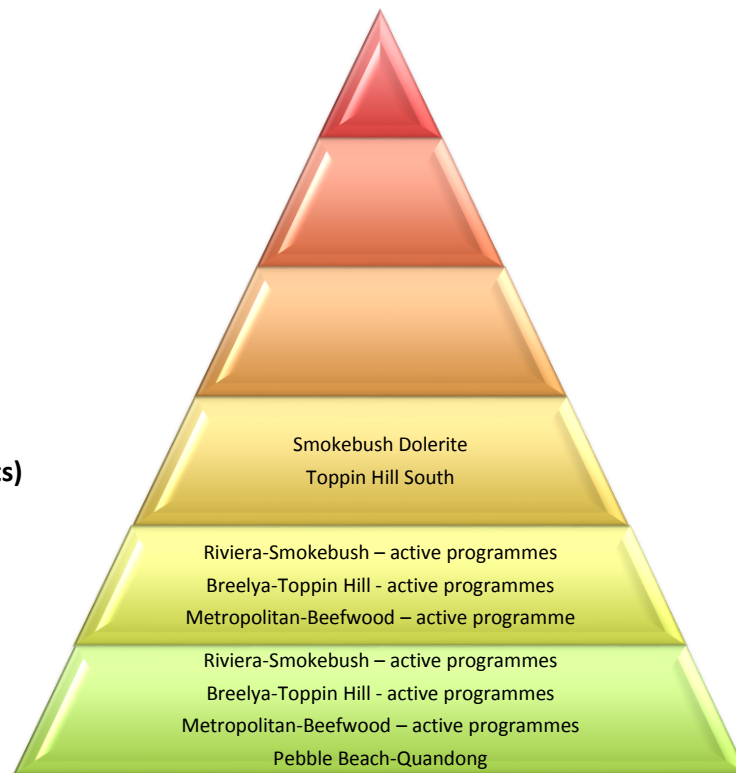 Smokebush Dolerite
Toppin Hill South
Riviera-Smokebush – active programmes
Breelya-Toppin Hill - active programmes
Metropolitan-Beefwood – active programme
Riviera-Smokebush – active programmes
Breelya-Toppin Hill - active programmes
Metropolitan-Beefwood – active programmes
Pebble Beach-Quandong